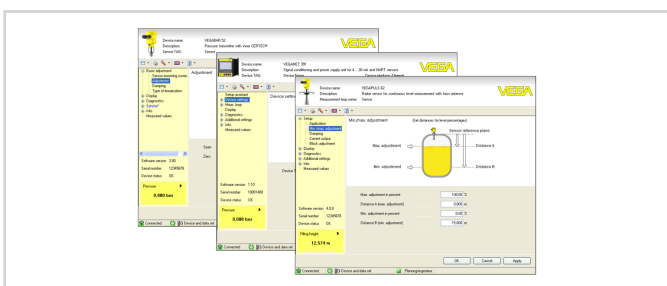 Device name VEGABAR 52
Description Pressure transmitter with inner CERTEC®
Sensor TAG Sensor
VEGA
Basic adjustment
Sensor mounting correc
Adjustment
Damping
Type of linearization
Display
Diagnostics
Service
Info
Measured values
Adjustment
Span
Zero
Software version 3.80
Serial number 12345678
Device status OK
Pressure
0.000 bar
Connected Device and data set
Device name VEGAMET 391
Description Signal conditioning and power supply unit for 4 ... 20 mA and HART sensors
Device TAG
VEGA
Setup assistant
Device settings
Meas. loop
Display
Diagnostics
Additional settings
Info
Measured values
Device settin
Software version 1.10
Serial number 10001400
Device status OK
Pressure
0.000 bar
Connected Device and data set
Device name VEGAPULS 62
Description Radar sensor for continuous level measurement with horn antenna
Measurement loop name Sensor
VEGA
Setup
Application
Min./max. adjustment
Damping
Current output
Block adjustment
Display
Diagnostics
Additional settings
Info
Measured values
Min./max. adjustment (Set distances for level percentages)
Sensor reference plane
Max. adjustment Distance A
Min. adjustment Distance B
Max. adjustment in percent 100.00 %
Distance A (max. adjustment) 0.000 m
Min. adjustment in percent 0.00 %
Distance B (min. adjustment) 15.000 m
Software version 4.0.0
Serial number 12345678
Device status OK
Filling height
12.574 m
OK Cancel Apply
Connected Device and data set Planungsingenieur